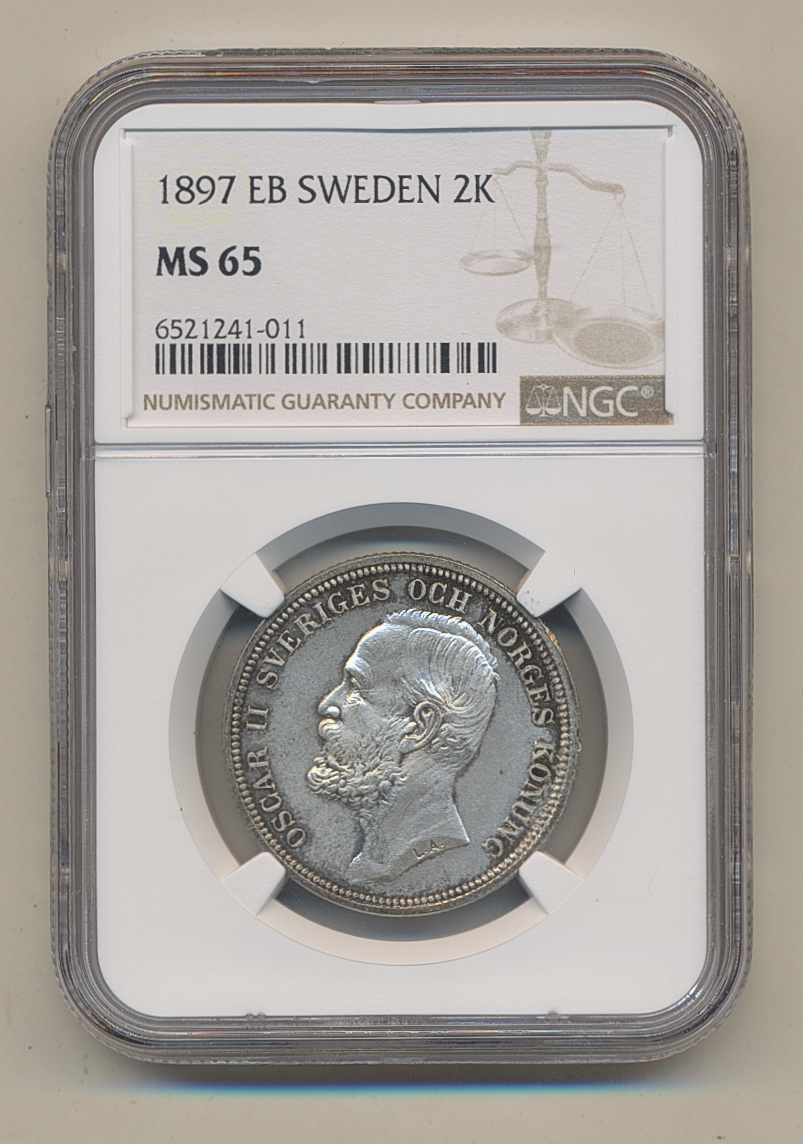 1897 EB SWEDEN 2K
MS 65
6521241-011
NUMISMATIC GUARANTY COMPANY
NGC®
OSCAR II SVERIGES OCH NORGES KONUNG
L.A.